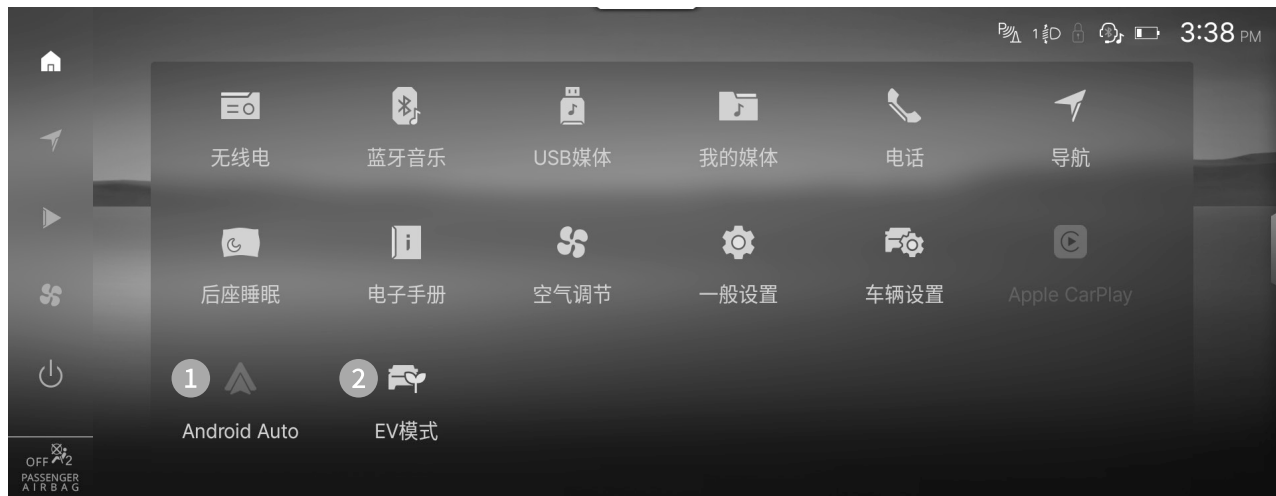 1
3:38 PM
无线电
蓝牙音乐
USB媒体
我的媒体
电话
导航
后座睡眠
电子手册
空气调节
一般设置
车辆设置
Apple CarPlay
1
2
Android Auto
EV模式
OFF 2
PASSENGER
AIRBAG